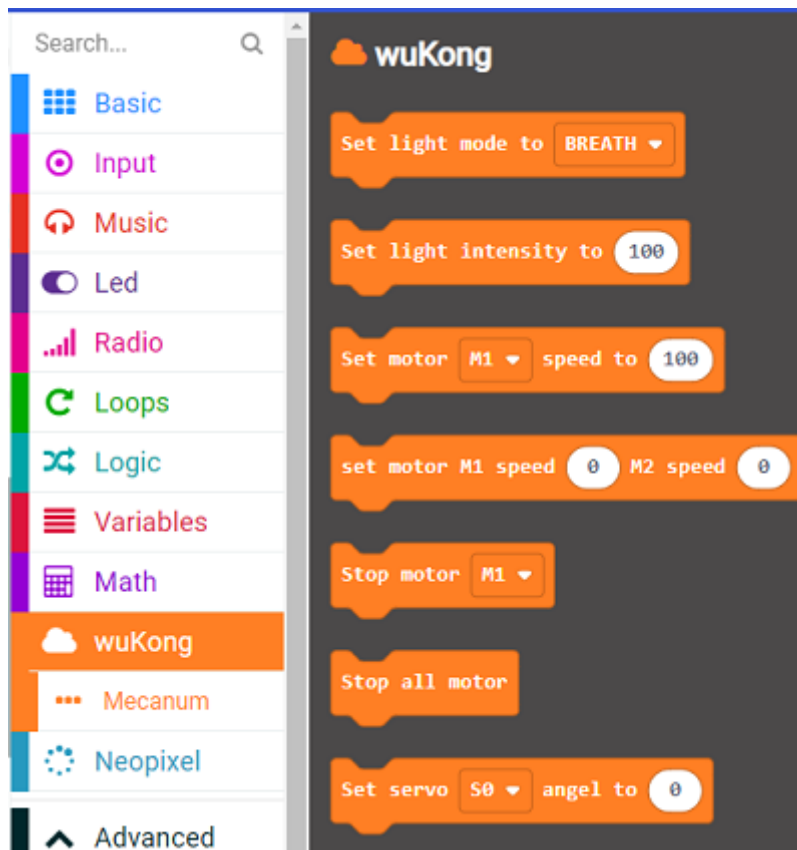 Search...
Basic
Input
Music
Led
Radio
Loops
Logic
Variables
Math
wuKong
Mecanum
Neopixel
Advanced
wuKong
Set light mode to BREATH
Set light intensity to 100
Set motor M1 speed to 100
set motor M1 speed 0 M2 speed 0
Stop motor M1
Stop all motor
Set servo S0 angel to 0